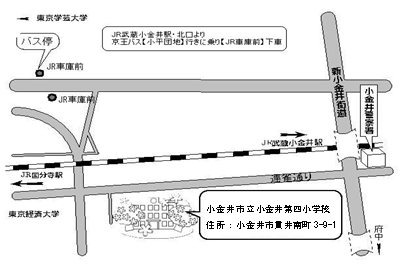 東京学芸大学
バス停
JR武蔵小金井駅・北口より
京王バス【小平団地】行きに乗り【JR車庫前】下車
JR車庫前
JR車庫前
新小金井街道
小金井警察署
JR武蔵小金井駅
JR国分寺駅
連雀通り
東京経済大学
小金井市立小金井第四小学校
住所：小金井市貫井南町3-9-1
府中